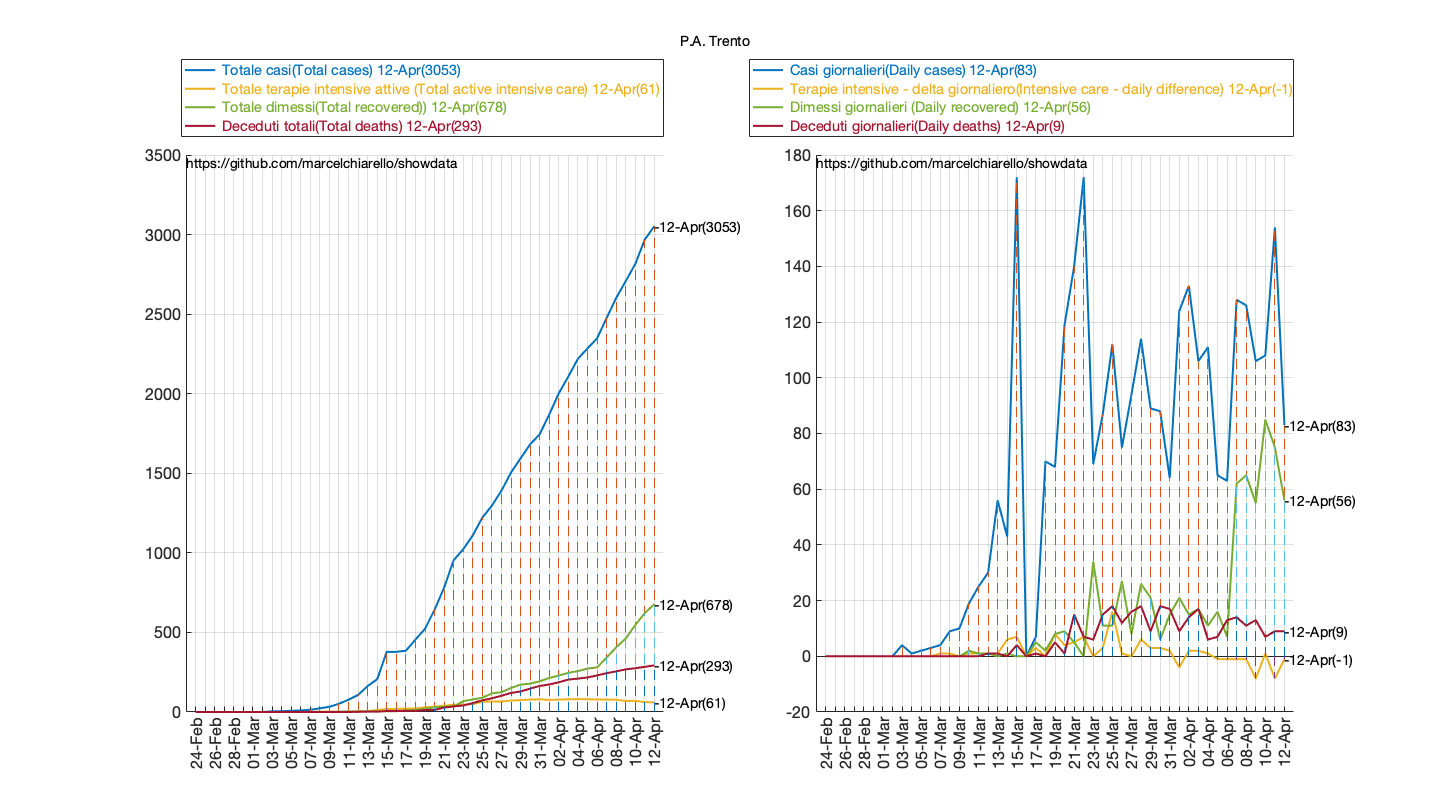 P.A. Trento
Totale casi(Total cases) 12-Apr(3053)
Totale terapie intensive attive (Total active intensive care) 12-Apr(61)
Totale dimessi(Total recovered)) 12-Apr(678)
Deceduti totali(Total deaths) 12-Apr(293)
3500
https://github.com/marcelchiarello/showdata
3000
2500
2000
1500
1000
500
0
12-Apr(3053)
12-Apr(678)
12-Apr(293)
12-Apr(61)
24-Feb
26-Feb
28-Feb
01-Mar
03-Mar
05-Mar
07-Mar
09-Mar
11-Mar
13-Mar
15-Mar
17-Mar
19-Mar
21-Mar
23-Mar
25-Mar
27-Mar
29-Mar
31-Mar
02-Apr
04-Apr
06-Apr
08-Apr
10-Apr
12-Apr
Casi giornalieri(Daily cases) 12-Apr(83)
Terapie intensive - delta giornaliero(Intensive care - daily difference) 12-Apr(-1)
Dimessi giornalieri (Daily recovered) 12-Apr(56)
Deceduti giornalieri(Daily deaths) 12-Apr(9)
180
https://github.com/marcelchiarello/showdata
160
140
120
100
80
60
40
20
0
-20
12-Apr(83)
12-Apr(56)
12-Apr(9)
12-Apr(-1)
24-Feb
26-Feb
28-Feb
01-Mar
03-Mar
05-Mar
07-Mar
09-Mar
11-Mar
13-Mar
15-Mar
17-Mar
19-Mar
21-Mar
23-Mar
25-Mar
27-Mar
29-Mar
31-Mar
02-Apr
04-Apr
06-Apr
08-Apr
10-Apr
12-Apr